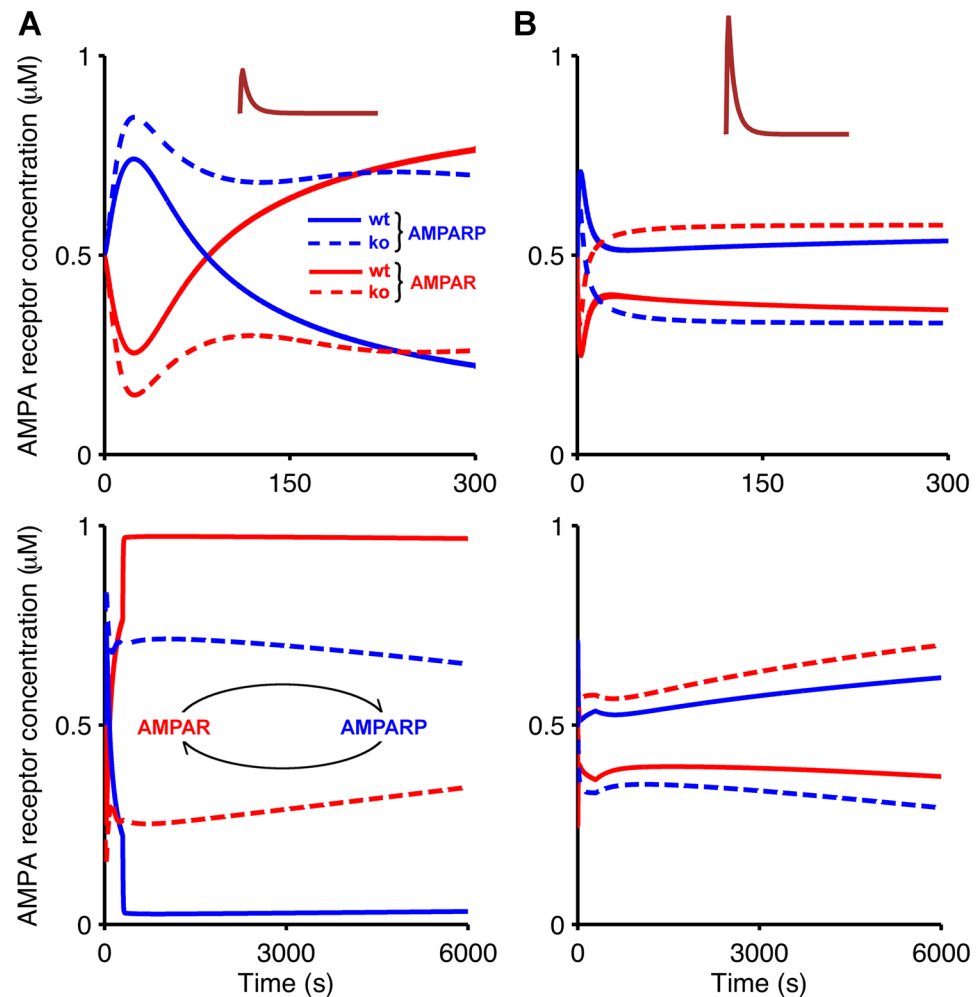 A
B
AMPA receptor concentration (μM)
1
0.5
0
0
150
300
wt
ko
AMPARP
wt
ko
AMPAR
1
0.5
0
0
150
300
AMPA receptor concentration (μM)
1
0.5
0
0
3000
6000
Time (s)
AMPAR
AMPARP
1
0.5
0
0
3000
6000
Time (s)